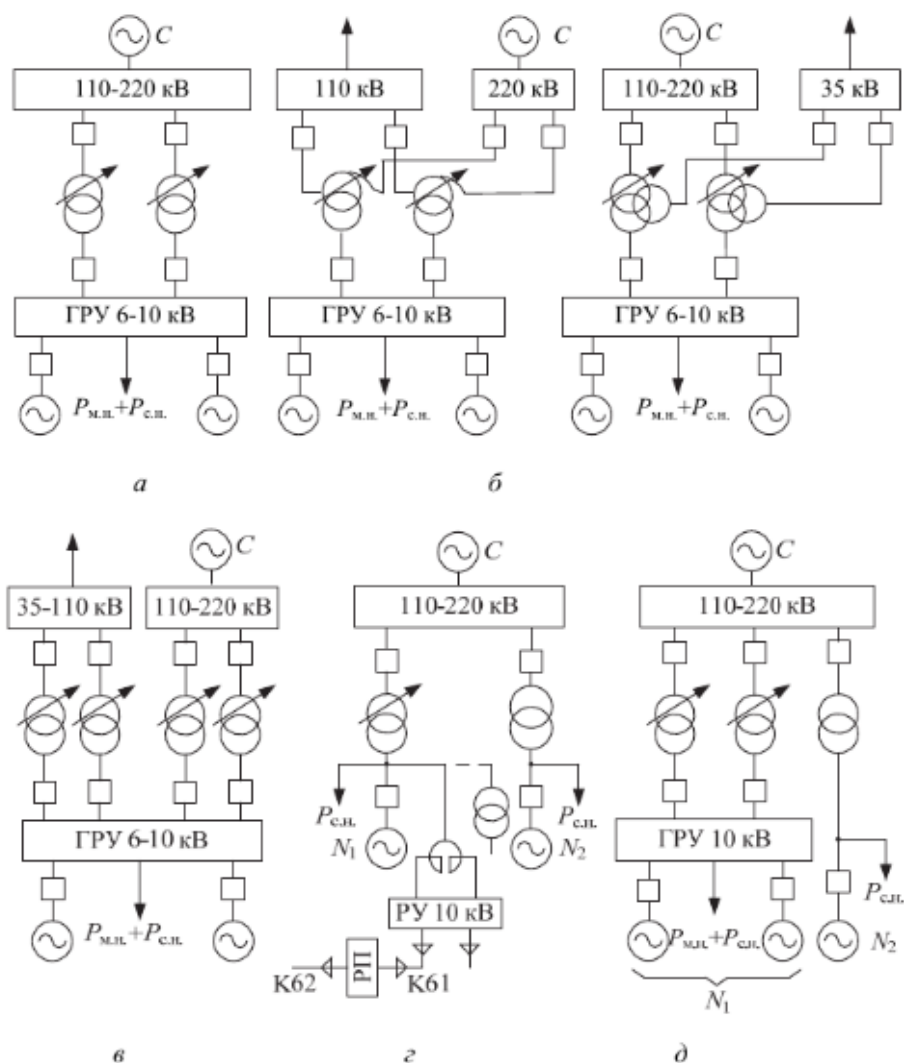 C C C
110-220 кВ 110 кВ 220 кВ 110-220 кВ 35 кВ
ГРУ 6-10 кВ ГРУ 6-10 кВ ГРУ 6-10 кВ
Pм.н.+Pс.н. Pм.н.+Pс.н. Pм.н.+Pс.н.
а б
C C C
35-110 кВ 110-220 кВ 110-220 кВ 110-220 кВ
ГРУ 6-10 кВ Pс.н. Pс.н. ГРУ 10 кВ
N1 N2 Pс.н.
Pм.н.+Pс.н. РУ 10 кВ Pм.н.+Pс.н. N2
К62 РП К61 N1
в г д